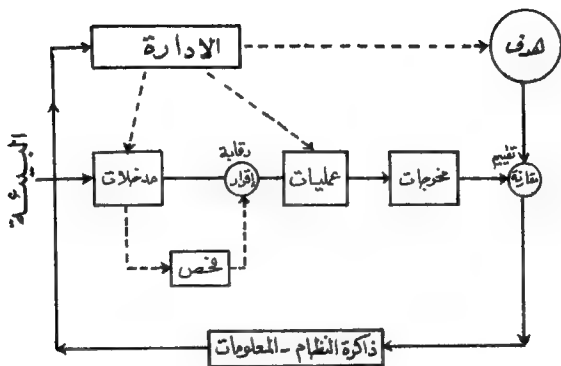 الادارة
هدف
البيئة
مدخلات
رقابة
إقرار
عمليات
مخرجات
تقييم
مقارنة
فحص
ذاكرة النظام - المعلومات